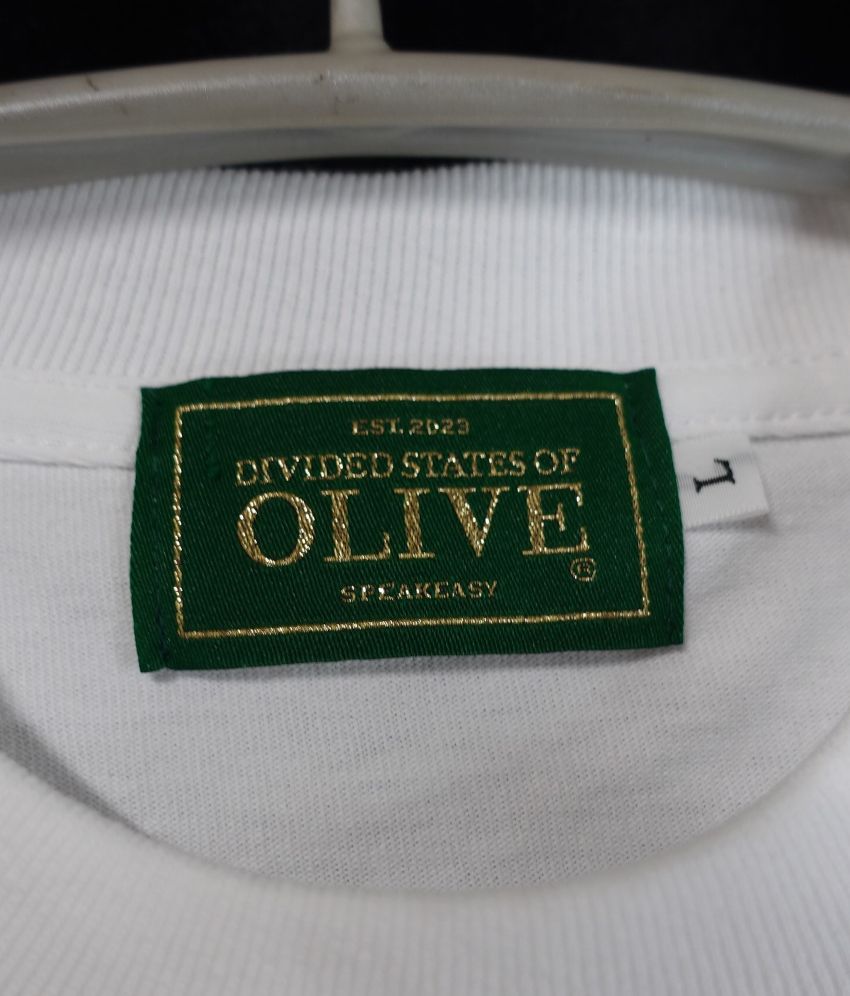 EST. 2023
DIVIDED STATES OF
OLIVE
®
SPEAKEASY
L